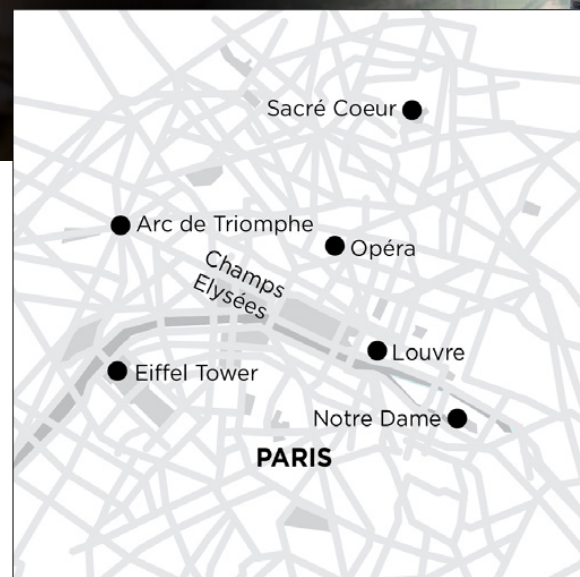 Sacré Coeur
Arc de Triomphe
Opéra
Champs
Elysées
Louvre
Eiffel Tower
Notre Dame
PARIS